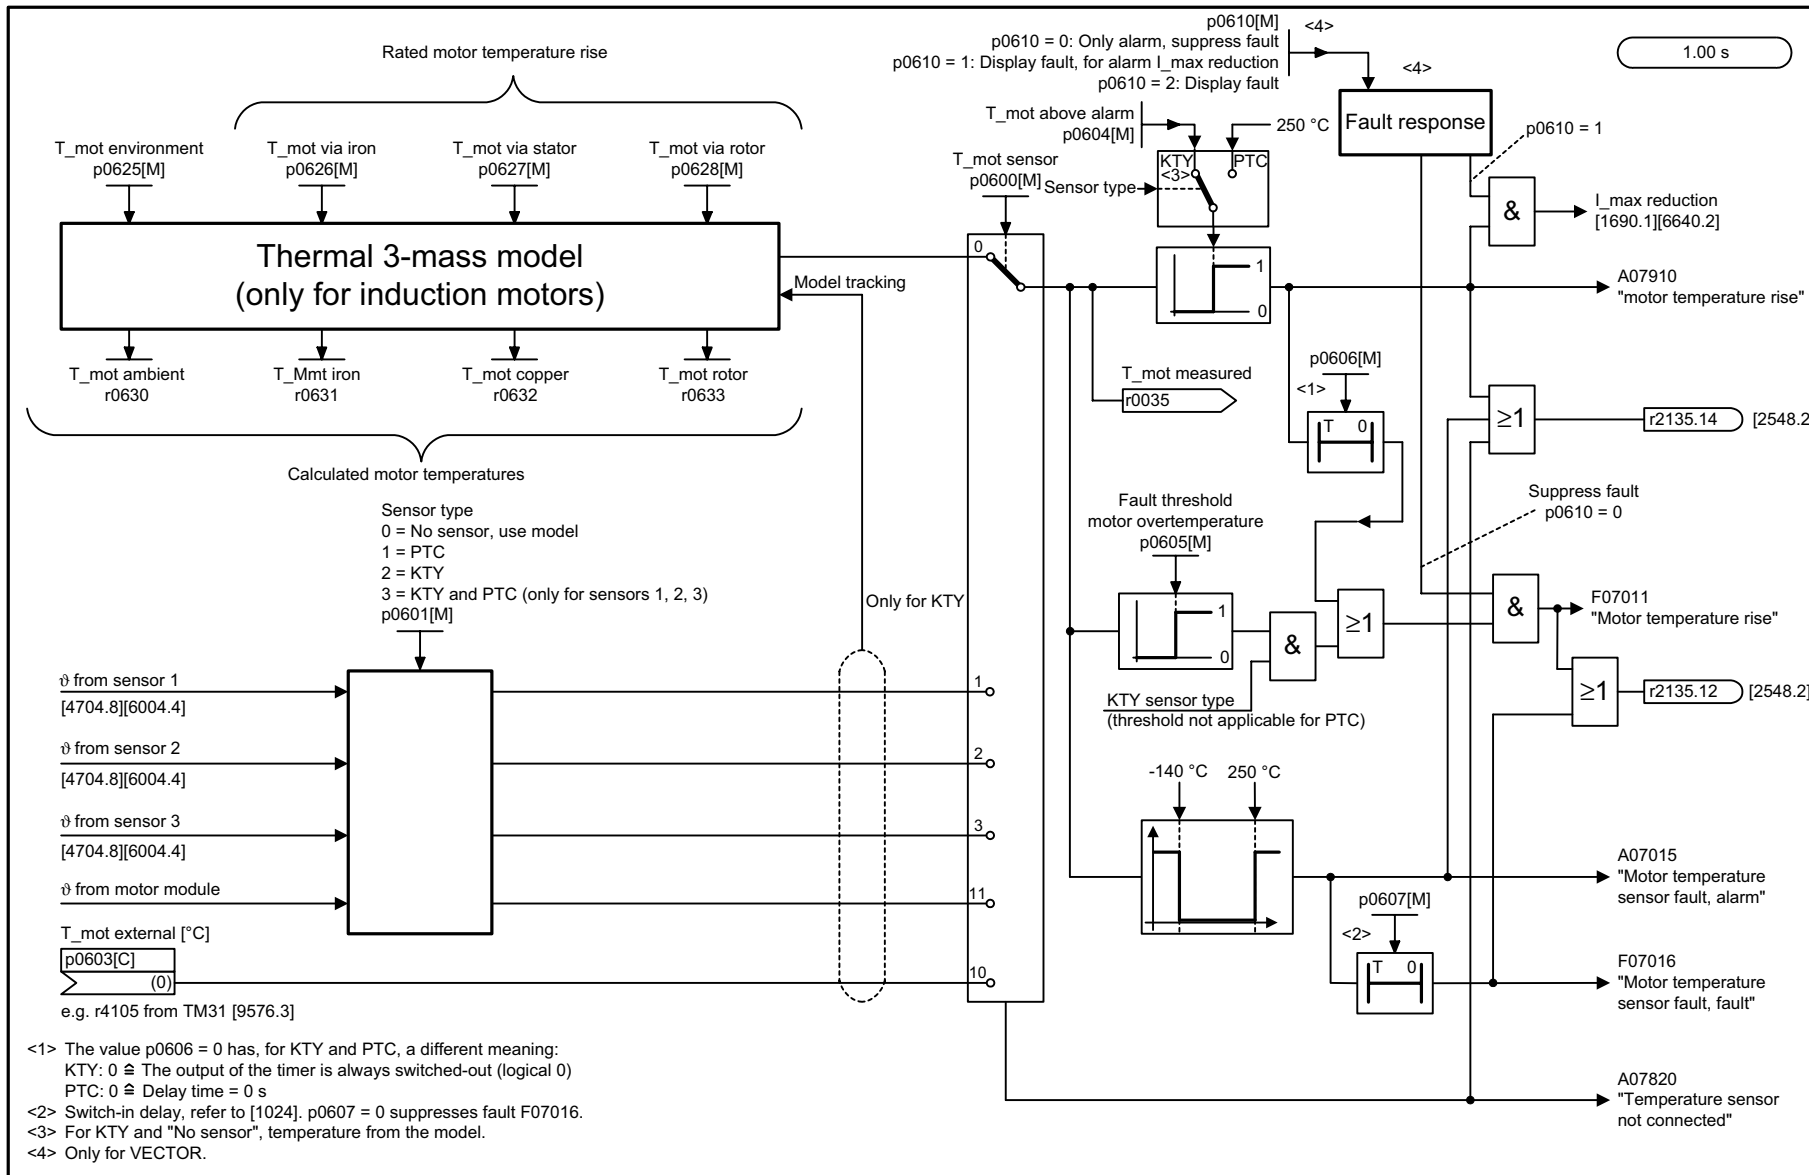 p0610[M]
<4>
p0610 = 0: Only alarm, suppress fault
p0610 = 1: Display fault, for alarm I_max reduction
p0610 = 2: Display fault
<4>
1.00 s
Rated motor temperature rise
T_mot above alarm
p0604[M]
250 °C
Fault response
p0610 = 1
T_mot environment
p0625[M]
T_mot via iron
p0626[M]
T_mot via stator
p0627[M]
T_mot via rotor
p0628[M]
T_mot sensor
p0600[M]
KTY
<3>
PTC
Sensor type
&
I_max reduction
[1690.1][6640.2]
Thermal 3-mass model
(only for induction motors)
0
Model tracking
1
0
A07910
"motor temperature rise"
T_mot ambient
r0630
T_Mmt iron
r0631
T_mot copper
r0632
T_mot rotor
r0633
T_mot measured
r0035
p0606[M]
<1>
T 0
≥1
r2135.14
[2548.2
Calculated motor temperatures
Sensor type
0 = No sensor, use model
1 = PTC
2 = KTY
3 = KTY and PTC (only for sensors 1, 2, 3)
p0601[M]
Only for KTY
Fault threshold
motor overtemperature
p0605[M]
Suppress fault
p0610 = 0
1
0
&
≥1
&
F07011
"Motor temperature rise"
KTY sensor type
(threshold not applicable for PTC)
≥1
r2135.12
[2548.2]
ϑ from sensor 1
[4704.8][6004.4]
1
ϑ from sensor 2
[4704.8][6004.4]
2
ϑ from sensor 3
[4704.8][6004.4]
3
ϑ from motor module
11
-140 °C
250 °C
A07015
"Motor temperature
sensor fault, alarm"
p0607[M]
<2>
T 0
F07016
"Motor temperature
sensor fault, fault"
T_mot external [°C]
p0603[C]
(0)
10
e.g. r4105 from TM31 [9576.3]
A07820
"Temperature sensor
not connected"
<1> The value p0606 = 0 has, for KTY and PTC, a different meaning:
KTY: 0 ≙ The output of the timer is always switched-out (logical 0)
PTC: 0 ≙ Delay time = 0 s
<2> Switch-in delay, refer to [1024]. p0607 = 0 suppresses fault F07016.
<3> For KTY and "No sensor", temperature from the model.
<4> Only for VECTOR.